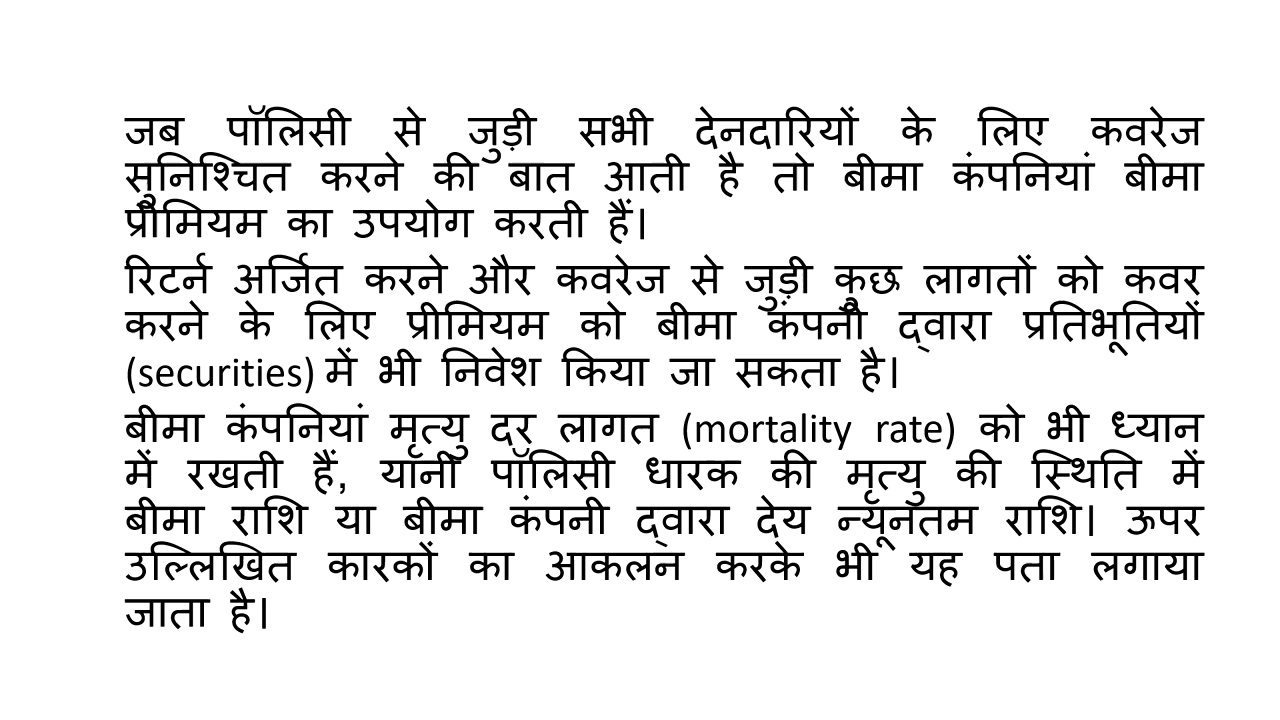 जब पॉलिसी से जुड़ी सभी देनदारियों के लिए कवरेज
सुनिश्चित करने की बात आती है तो बीमा कंपनियां बीमा
प्रीमियम का उपयोग करती हैं।
रिटर्न अर्जित करने और कवरेज से जुड़ी कुछ लागतों को कवर
करने के लिए प्रीमियम को बीमा कंपनी द्वारा प्रतिभूतियों
(securities) में भी निवेश किया जा सकता है।
बीमा कंपनियां मृत्यु दर लागत (mortality rate) को भी ध्यान
में रखती हैं, यानी पॉलिसी धारक की मृत्यु की स्थिति में
बीमा राशि या बीमा कंपनी द्वारा देय न्यूनतम राशि। ऊपर
उल्लिखित कारकों का आकलन करके भी यह पता लगाया
जाता है।